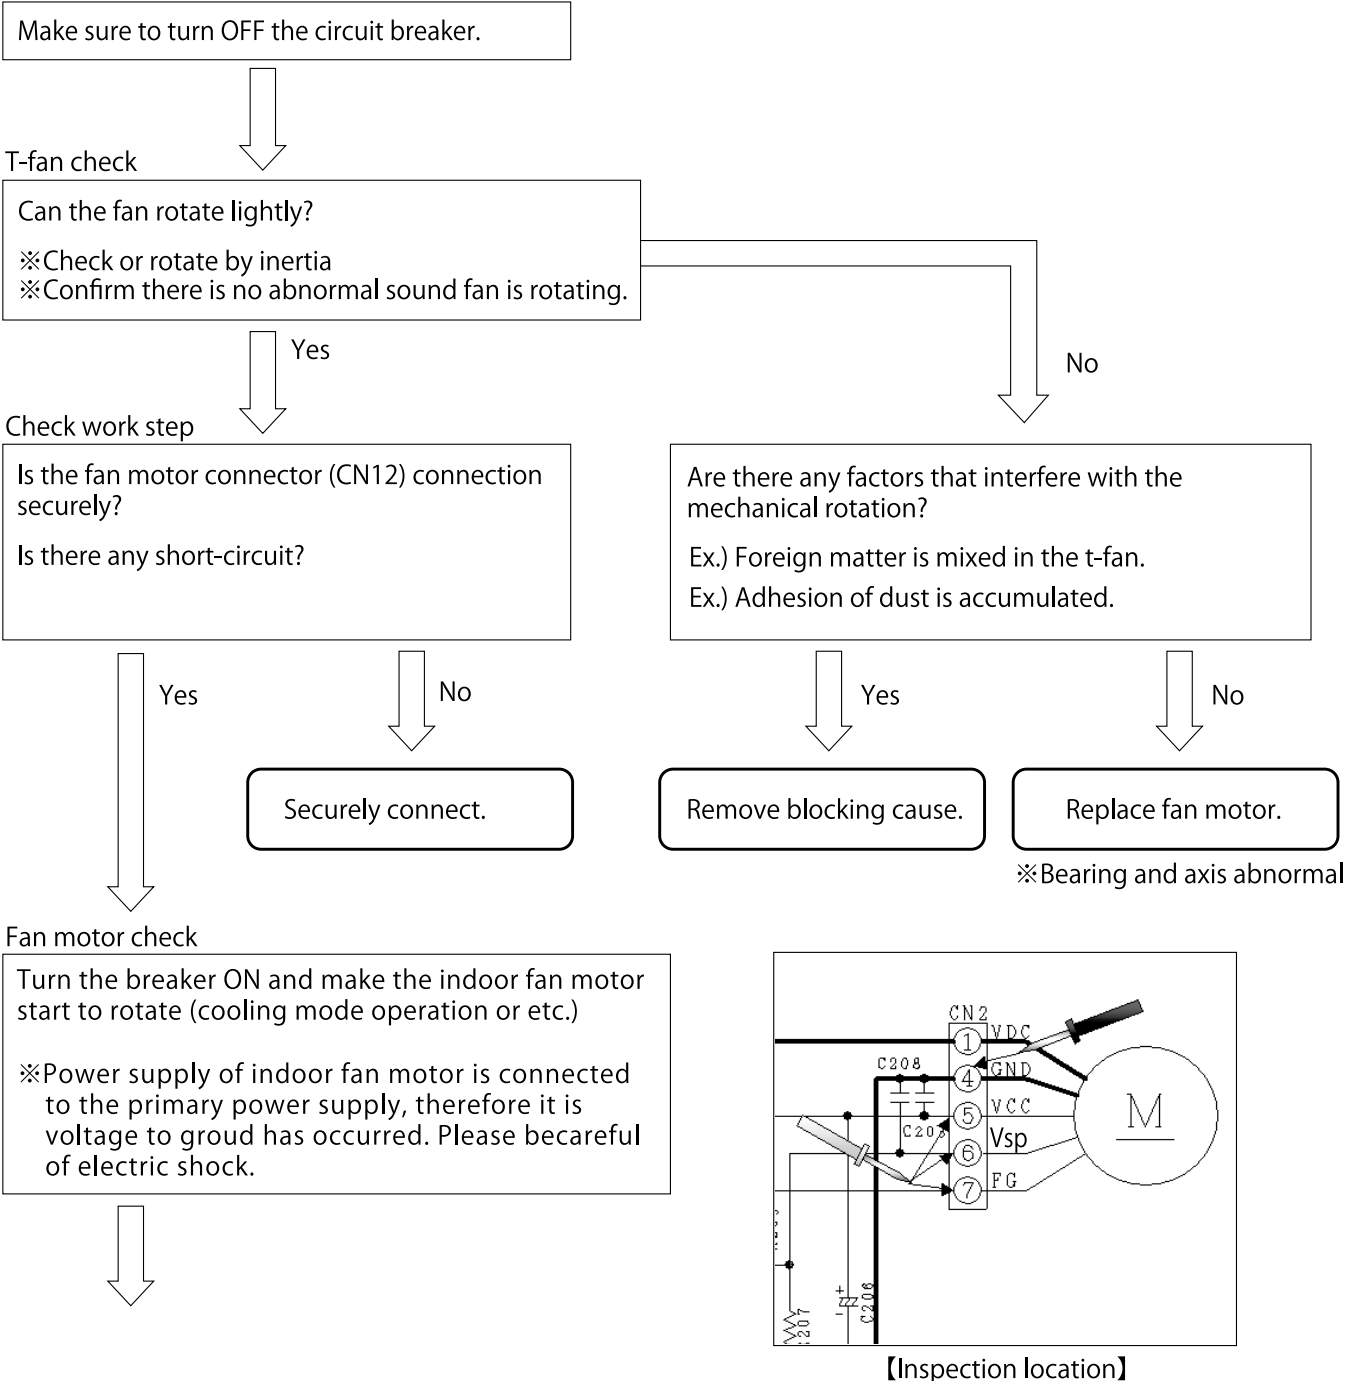 Make sure to turn OFF the circuit breaker.
T-fan check
Can the fan rotate lightly?
※Check or rotate by inertia
※Confirm there is no abnormal sound fan is rotating.
Yes
No
Check work step
Is the fan motor connector (CN12) connection
securely?
Is there any short-circuit?
Are there any factors that interfere with the
mechanical rotation?
Ex.) Foreign matter is mixed in the t-fan.
Ex.) Adhesion of dust is accumulated.
Yes
No
Yes
No
Securely connect.
Remove blocking cause.
Replace fan motor.
※Bearing and axis abnormal
Fan motor check
Turn the breaker ON and make the indoor fan motor
start to rotate (cooling mode operation or etc.)
※Power supply of indoor fan motor is connected
to the primary power supply, therefore it is
voltage to groud has occurred. Please becareful
of electric shock.
CN2
1 VDC
C208
4 GND
5 VCC
6 Vsp
7 FG
M
C206
【Inspection location】